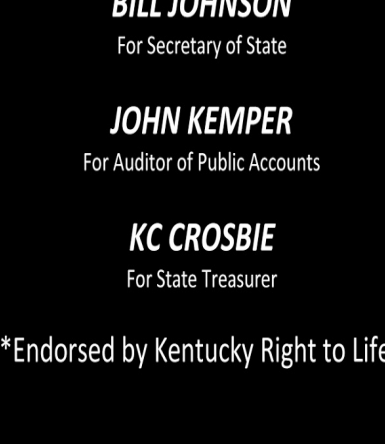 BILL JOHNSON
For Secretary of State
JOHN KEMPER
For Auditor of Public Accounts
KC CROSBIE
For State Treasurer
*Endorsed by Kentucky Right to Life